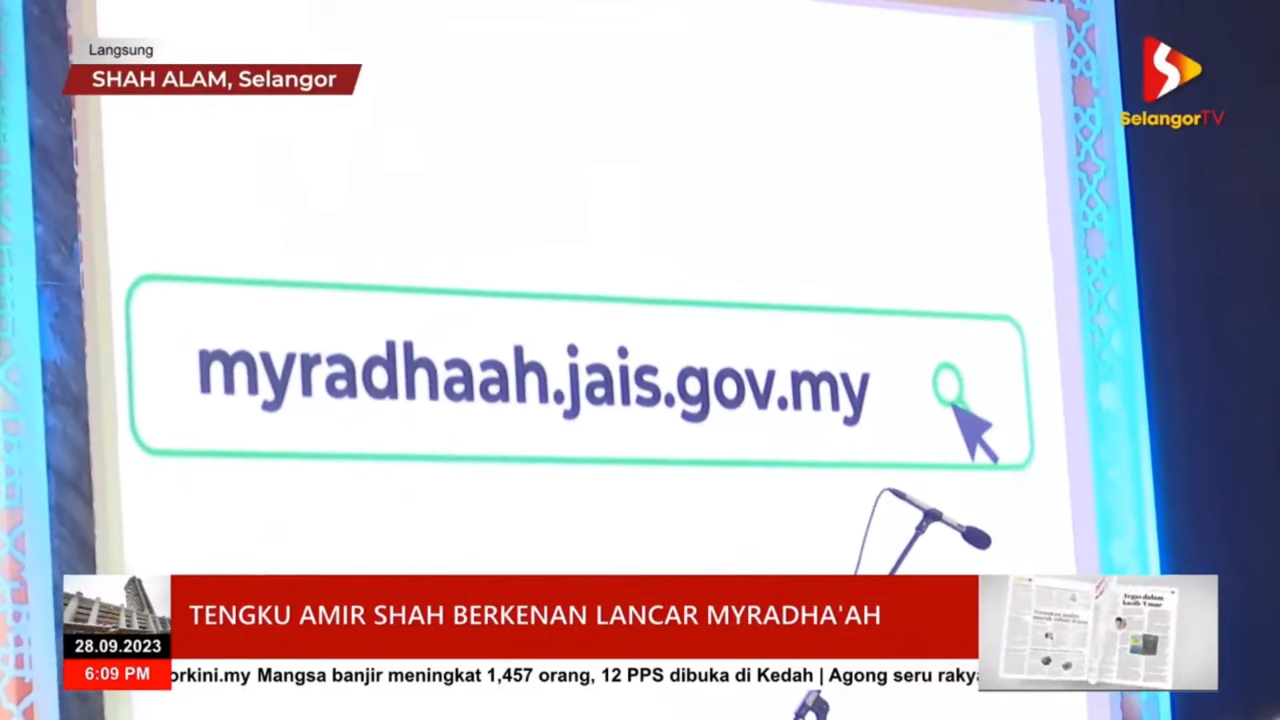 Langsung
SHAH ALAM, Selangor
SelangorTV
myradhaah.jais.gov.my
TENGKU AMIR SHAH BERKENAN LANCAR MYRADHA'AH
28.09.2023
6:09 PM
orkini.my Mangsa banjir meningkat 1,457 orang, 12 PPS dibuka di Kedah | Agong seru rakya
Tegas dalam